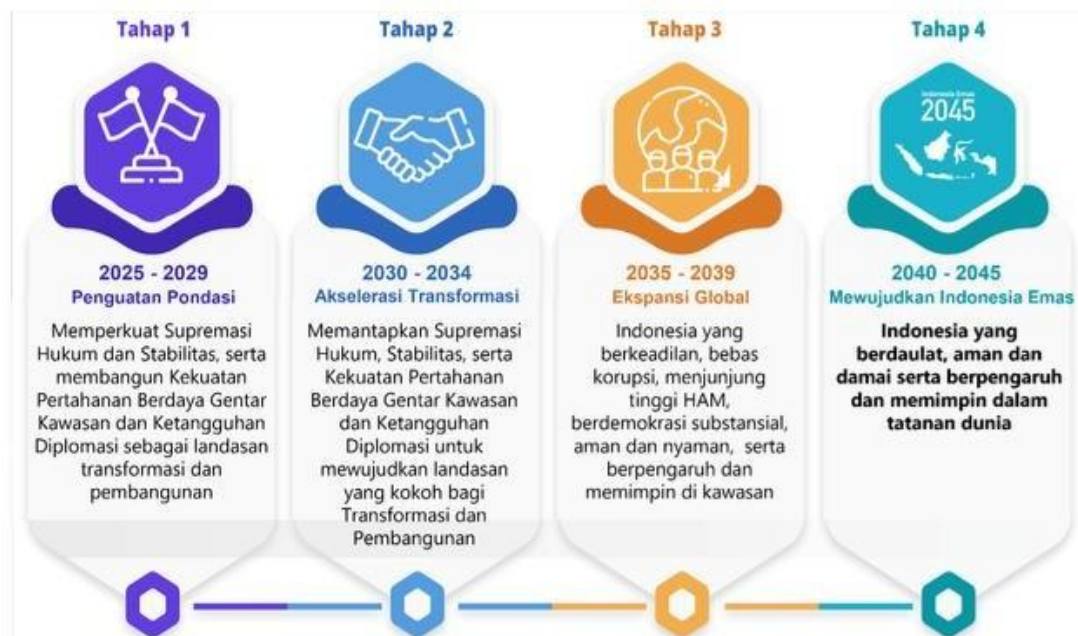 Tahap 1
2025 - 2029
Penguatan Pondasi
Memperkuat Supremasi
Hukum dan Stabilitas, serta
membangun Kekuatan
Pertahanan Berdaya Gentar
Kawasan dan Ketangguhan
Diplomasi sebagai landasan
transformasi dan
pembangunan
Tahap 2
2030 - 2034
Akselerasi Transformasi
Memantapkan Supremasi
Hukum, Stabilitas, serta
Kekuatan Pertahanan
Berdaya Gentar Kawasan
dan Ketangguhan
Diplomasi untuk
mewujudkan landasan
yang kokoh bagi
Transformasi dan
Pembangunan
Tahap 3
2035 - 2039
Ekspansi Global
Indonesia yang
berkeadilan, bebas
korupsi, menjunjung
tinggi HAM,
berdemokrasi substansial,
aman dan nyaman, serta
berpengaruh dan
memimpin di kawasan
Tahap 4
Indonesia Emas
2045
2040 - 2045
Mewujudkan Indonesia Emas
Indonesia yang
berdaulat, aman dan
damai serta berpengaruh
dan memimpin dalam
tatanan dunia